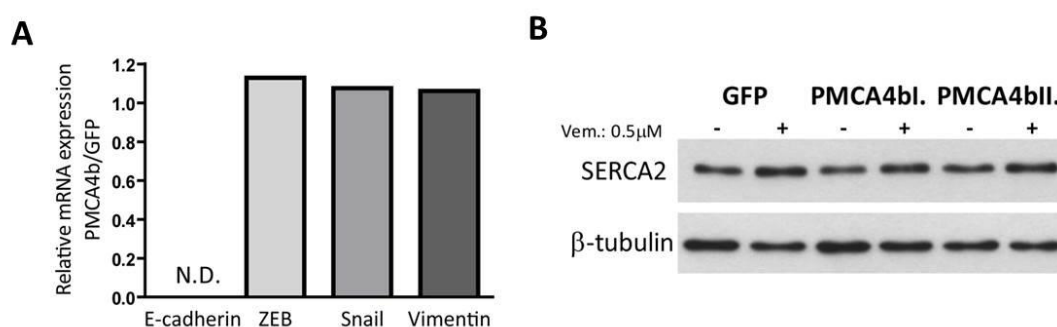 A
Relative mRNA expression
PMCA4b/GFP
1.2
1.0
0.8
0.6
0.4
0.2
0.0
N.D.
E-cadherin ZEB Snail Vimentin
B
GFP PMCA4bI. PMCA4bII.
Vem.: 0.5µM - + - + - +
SERCA2
β-tubulin